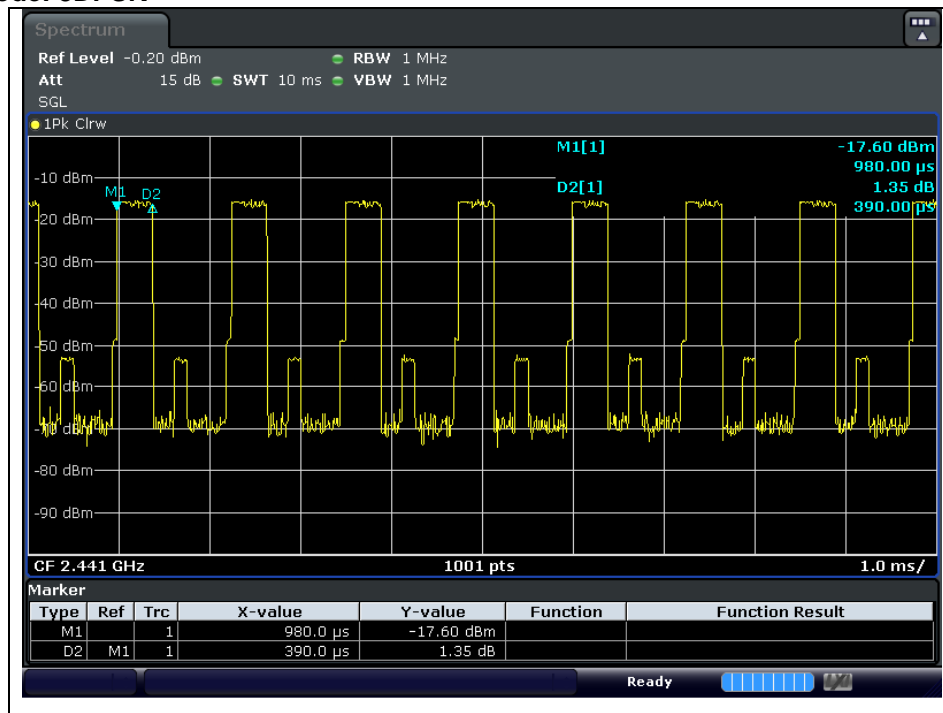 Spectrum
Ref Level -0.20 dBm RBW 1 MHz
Att 15 dB SWT 10 ms VBW 1 MHz
SGL
1Pk Clrw
M1[1] -17.60 dBm
980.00 µs
D2[1] 1.35 dB
390.00 µs
M1 D2
-10 dBm
-20 dBm
-30 dBm
-40 dBm
-50 dBm
-60 dBm
-70 dBm
-80 dBm
-90 dBm
CF 2.441 GHz 1001 pts 1.0 ms/
Marker
Type Ref Trc X-value Y-value Function Function Result
M1 1 980.0 µs -17.60 dBm
D2 M1 1 390.0 µs 1.35 dB
Ready